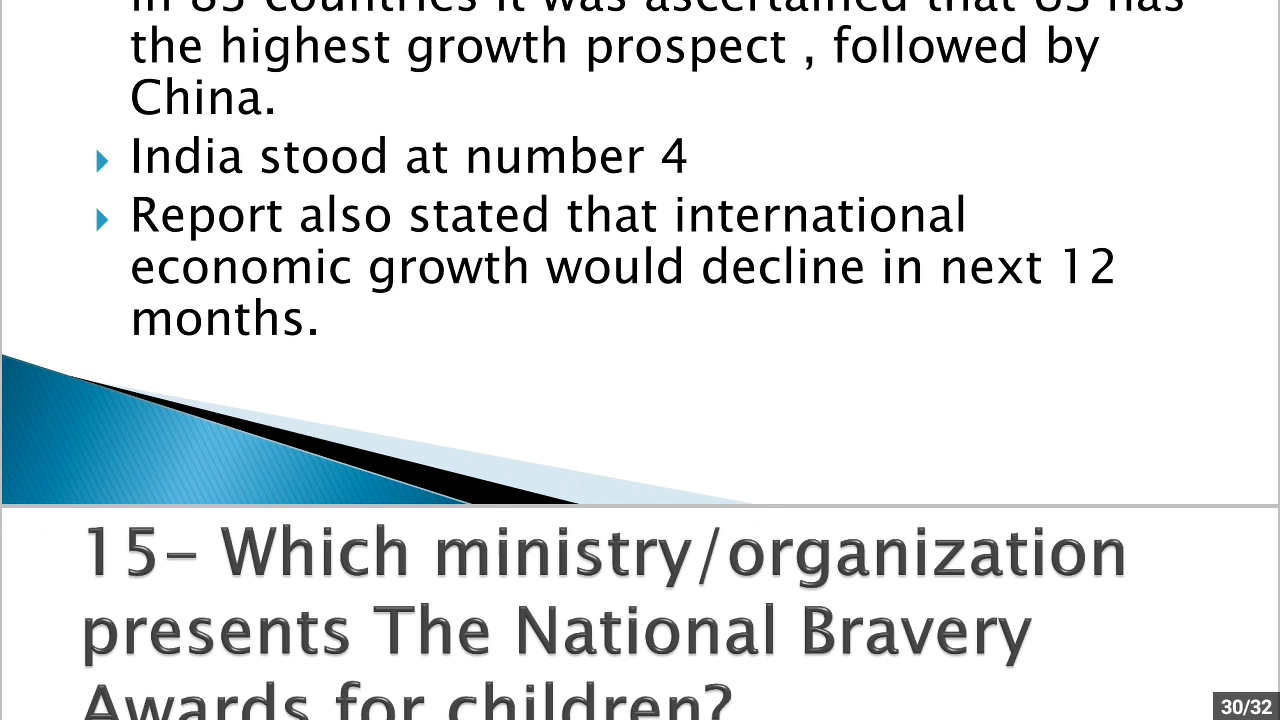 in 83 countries it was ascertained that US has
the highest growth prospect , followed by
China.
India stood at number 4
Report also stated that international
economic growth would decline in next 12
months.
15- Which ministry/organization
presents The National Bravery
Awards for children?
30/32